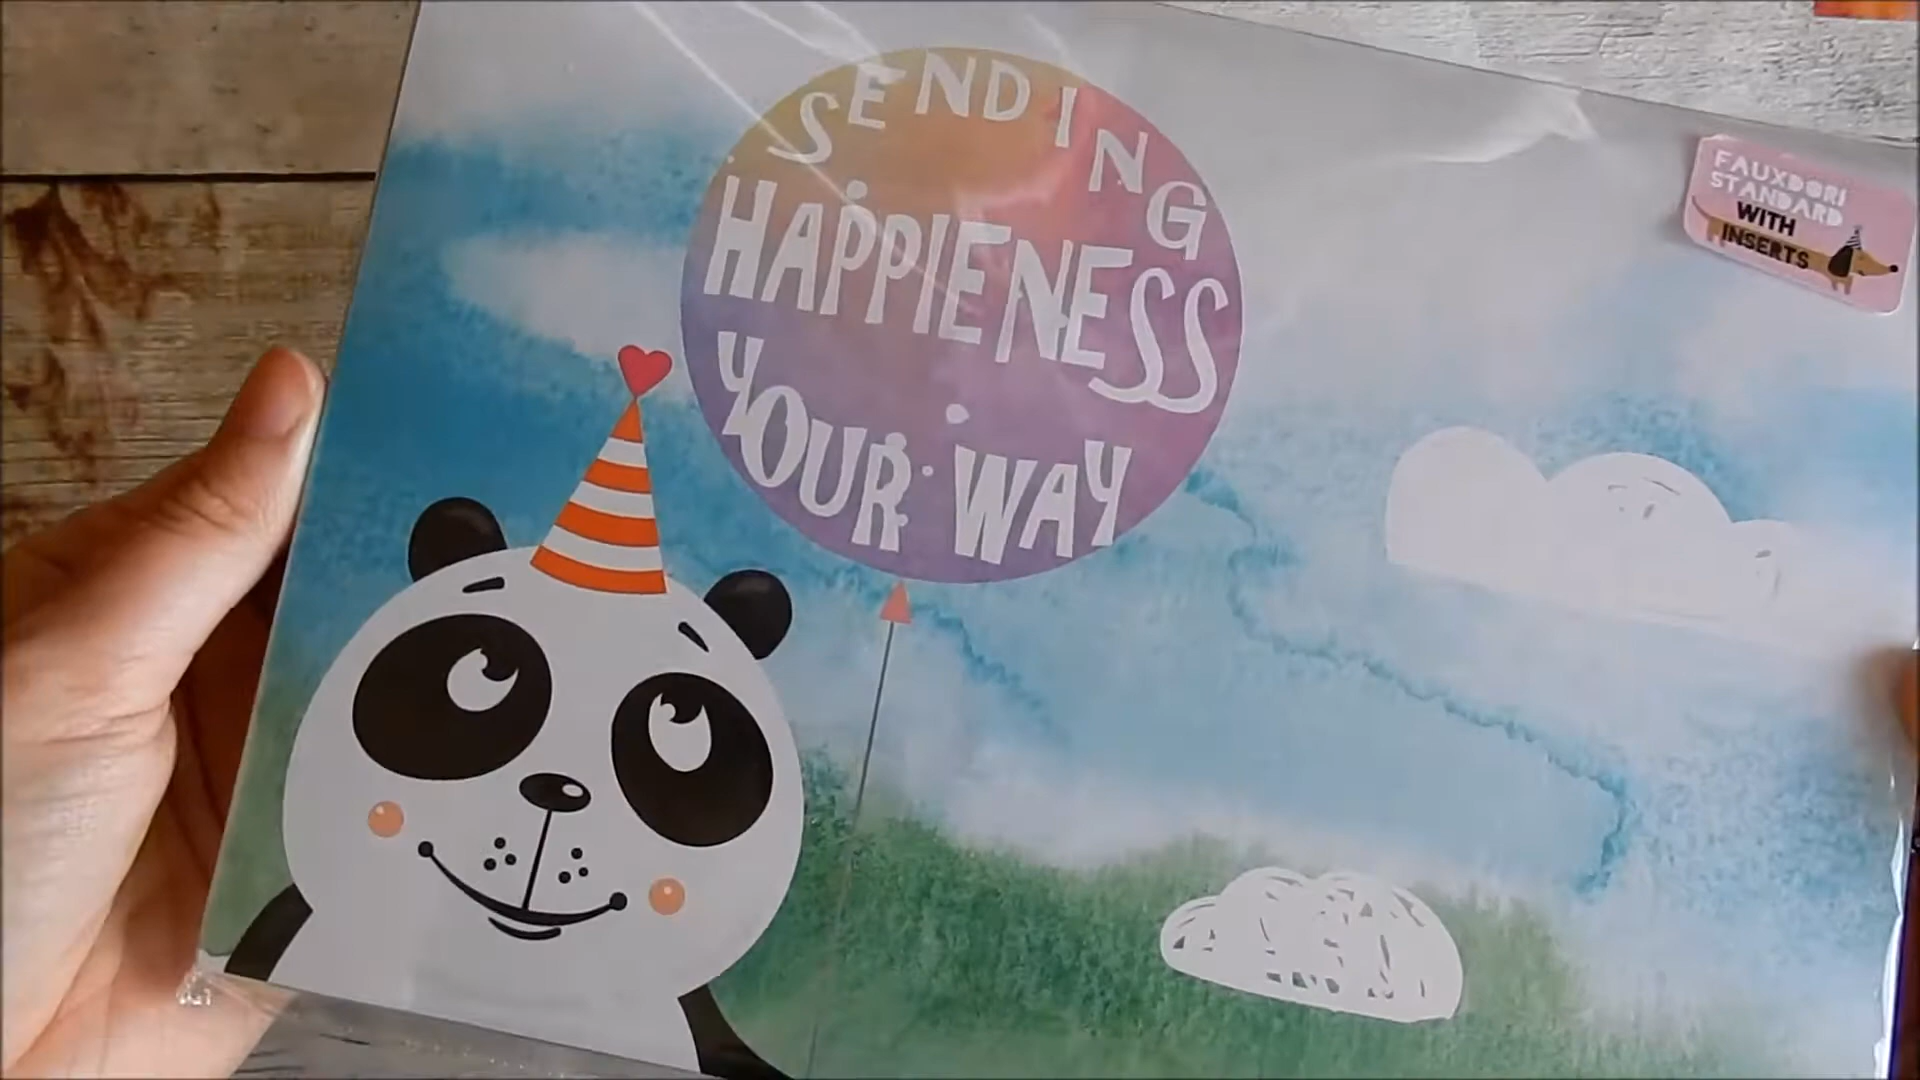 SENDING
HAPPIENESS
YOUR WAY
FAUXDORI
STANDARD
WITH
INSERTS